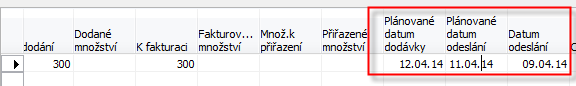 dodání
Dodané množství
K fakturaci
Fakturov... množství
Množ.k přiřazení
Přiřazené množství
Plánované datum dodávky
Plánované datum odeslání
Datum odeslání
300 300 12.04.14 11.04.14 09.04.14